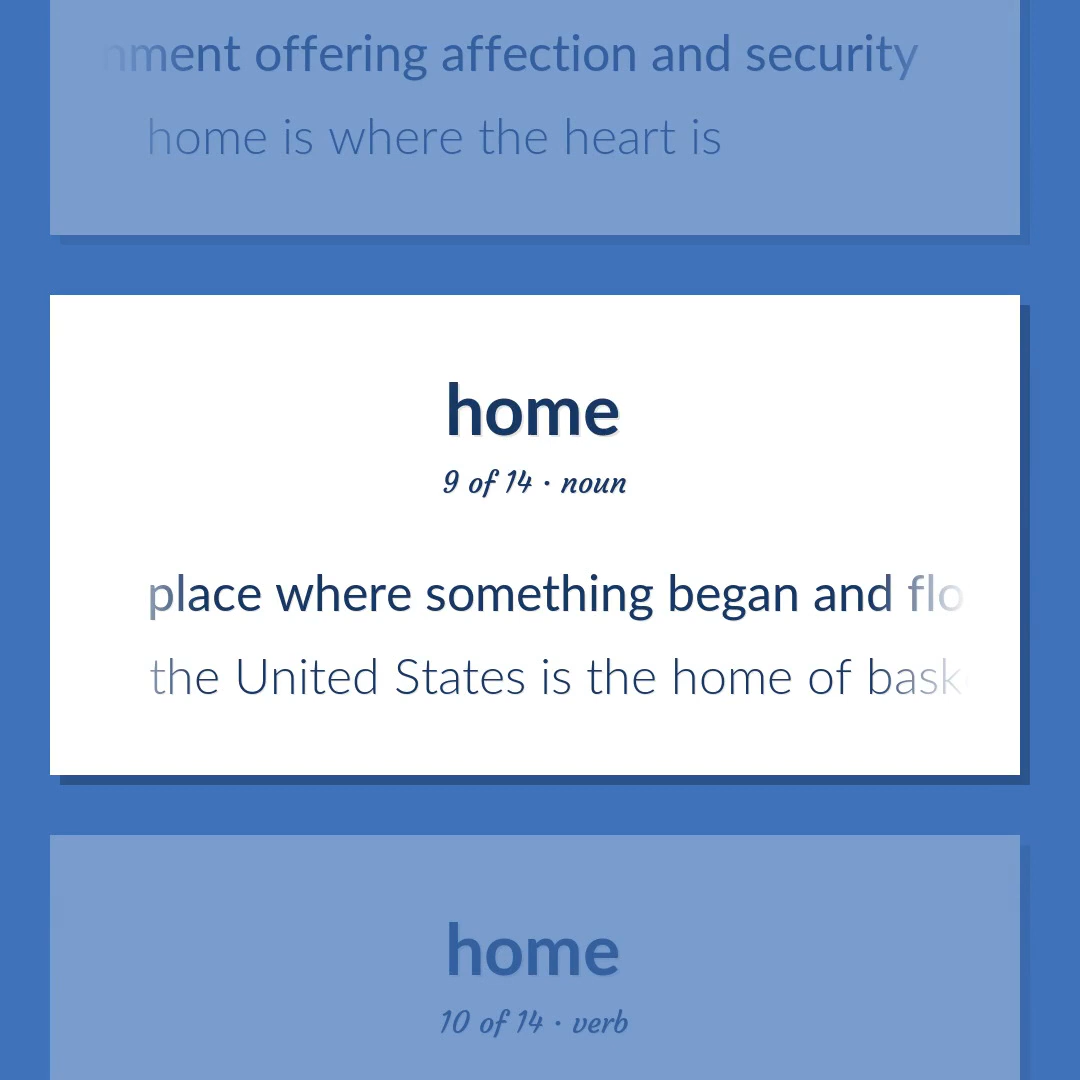 nment offering affection and security
home is where the heart is
home
9 of 14 · noun
place where something began and flo
the United States is the home of bask
home
10 of 14 · verb